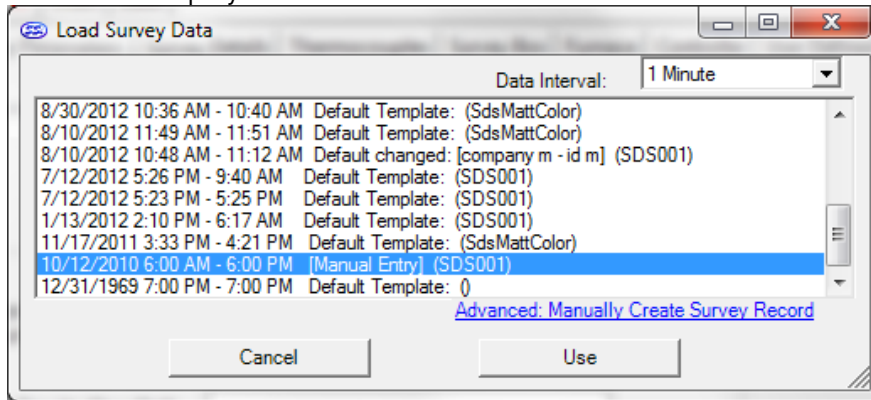 Load Survey Data
Data Interval: 1 Minute
8/30/2012 10:36 AM - 10:40 AM Default Template: (SdsMattColor)
8/10/2012 11:49 AM - 11:51 AM Default Template: (SdsMattColor)
8/10/2012 10:48 AM - 11:12 AM Default changed: [company m - id m] (SDS001)
7/12/2012 5:26 PM - 9:40 AM Default Template: (SDS001)
7/12/2012 5:23 PM - 5:25 PM Default Template: (SDS001)
1/13/2012 2:10 PM - 6:17 AM Default Template: (SDS001)
11/17/2011 3:33 PM - 4:21 PM Default Template: (SdsMattColor)
10/12/2010 6:00 AM - 6:00 PM [Manual Entry] (SDS001)
12/31/1969 7:00 PM - 7:00 PM Default Template: ()
Advanced: Manually Create Survey Record
Cancel Use